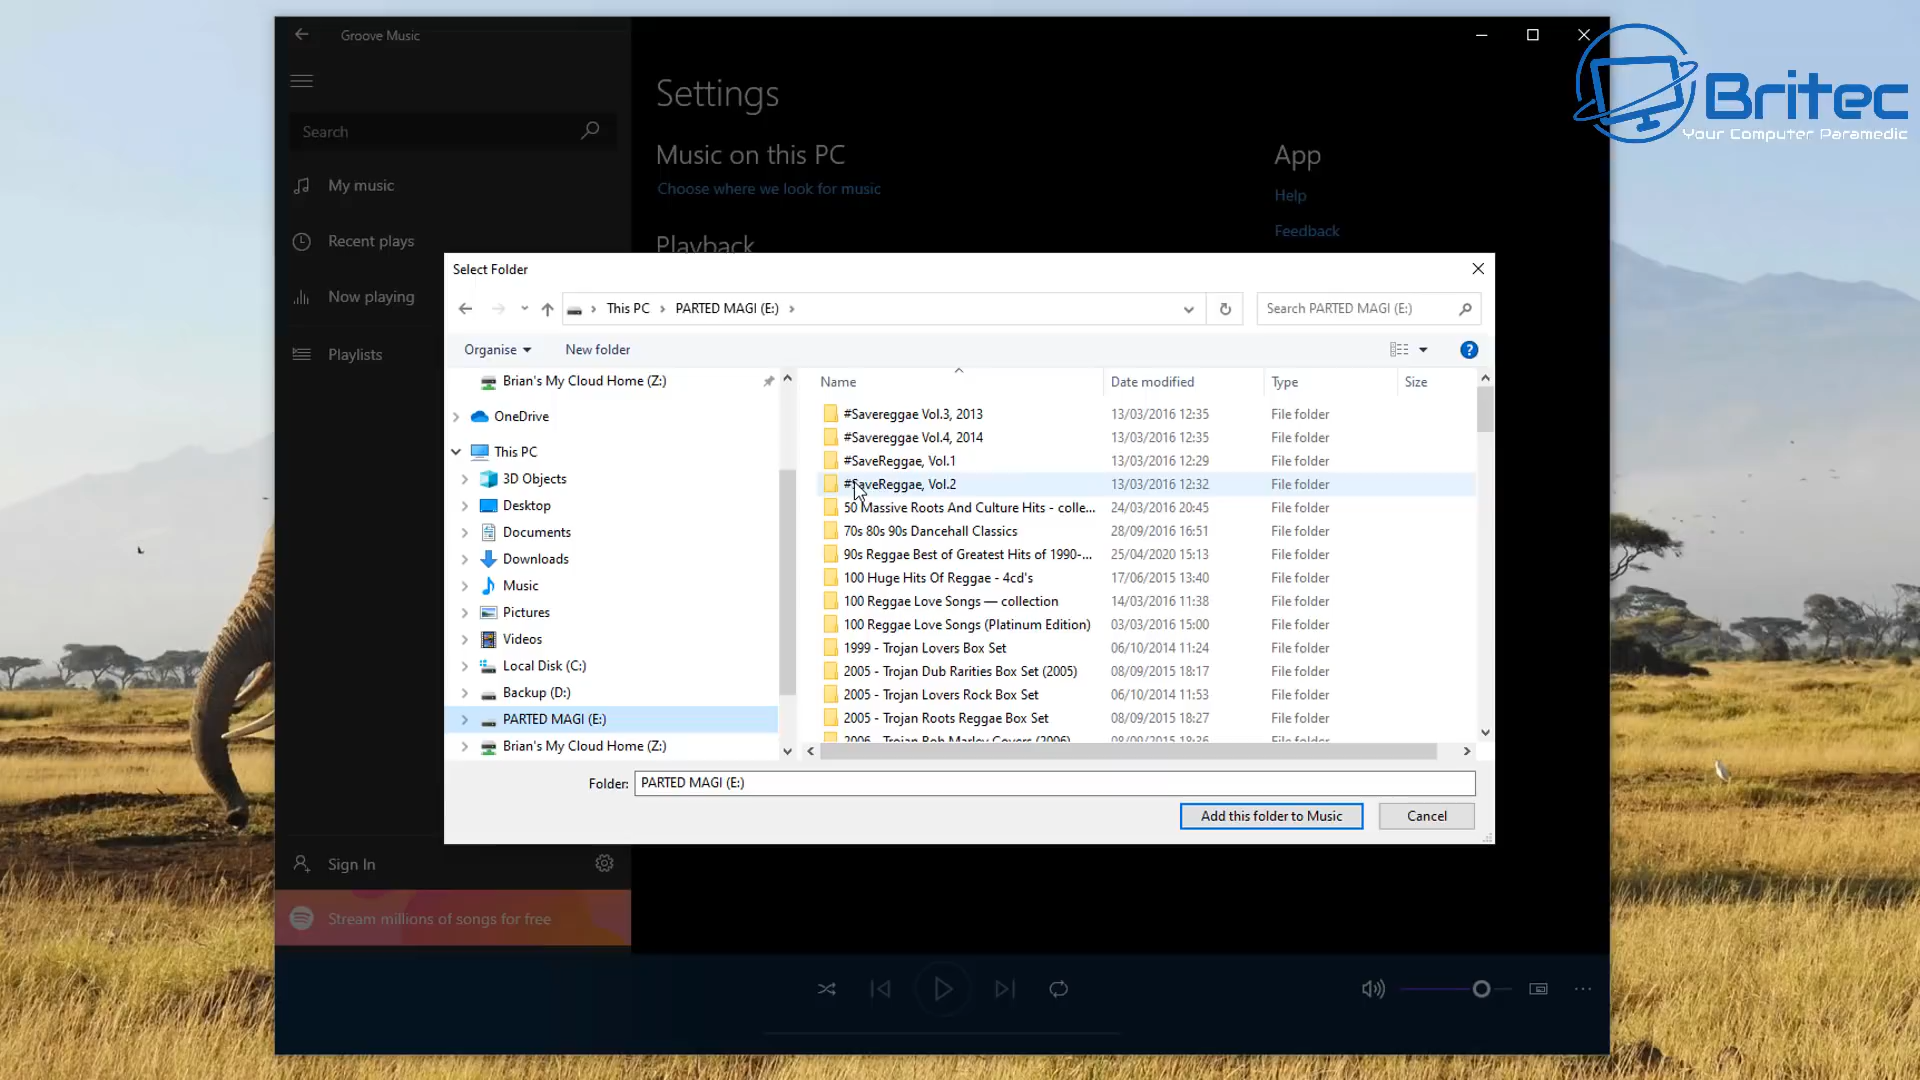 Groove Music
Search
My music
Recent plays
Now playing
Playlists
Sign In
Stream millions of songs for free
Settings
Music on this PC
Choose where we look for music
Playback
App
Help
Feedback
Britec
Your Computer Paramedic
Select Folder
This PC > PARTED MAGI (E:) >
Search PARTED MAGI (E:)
Organise
New folder
Brian's My Cloud Home (Z:)
OneDrive
This PC
3D Objects
Desktop
Documents
Downloads
Music
Pictures
Videos
Local Disk (C:)
Backup (D:)
PARTED MAGI (E:)
Brian's My Cloud Home (Z:)
Name Date modified Type Size
#Savereggae Vol.3, 2013 13/03/2016 12:35 File folder
#Savereggae Vol.4, 2014 13/03/2016 12:35 File folder
#SaveReggae, Vol.1 13/03/2016 12:29 File folder
#SaveReggae, Vol.2 13/03/2016 12:32 File folder
50 Massive Roots And Culture Hits - colle... 24/03/2016 20:45 File folder
70s 80s 90s Dancehall Classics 28/09/2016 16:51 File folder
90s Reggae Best of Greatest Hits of 1990-... 25/04/2020 15:13 File folder
100 Huge Hits Of Reggae - 4cd's 17/06/2015 13:40 File folder
100 Reggae Love Songs — collection 14/03/2016 11:38 File folder
100 Reggae Love Songs (Platinum Edition) 03/03/2016 15:00 File folder
1999 - Trojan Lovers Box Set 06/10/2014 11:24 File folder
2005 - Trojan Dub Rarities Box Set (2005) 08/09/2015 18:17 File folder
2005 - Trojan Lovers Rock Box Set 06/10/2014 11:53 File folder
2005 - Trojan Roots Reggae Box Set 08/09/2015 18:27 File folder
2006 - Trojan Bob Marley Covers (2006) 08/09/2015 18:36 File folder
Folder: PARTED MAGI (E:)
Add this folder to Music
Cancel